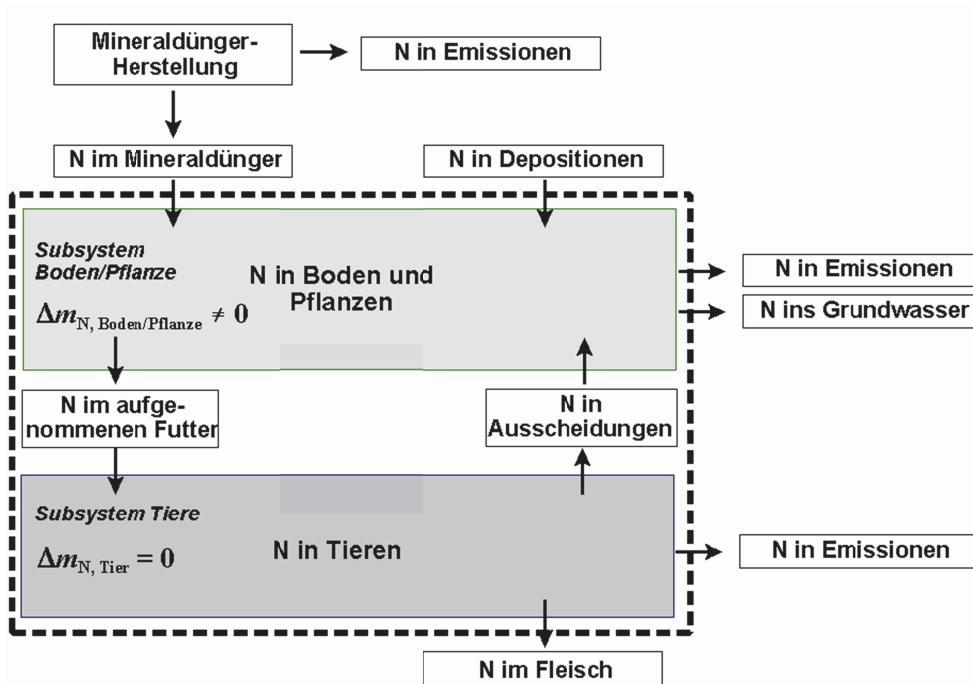 Mineraldünger-
Herstellung
N in Emissionen
N im Mineraldünger
N in Depositionen
Subsystem
Boden/Pflanze
N in Boden und
Pflanzen
ΔmN, Boden/Pflanze ≠ 0
N in Emissionen
N ins Grundwasser
N im aufge-
nommenen Futter
N in
Ausscheidungen
Subsystem Tiere
N in Tieren
ΔmN, Tier = 0
N in Emissionen
N im Fleisch